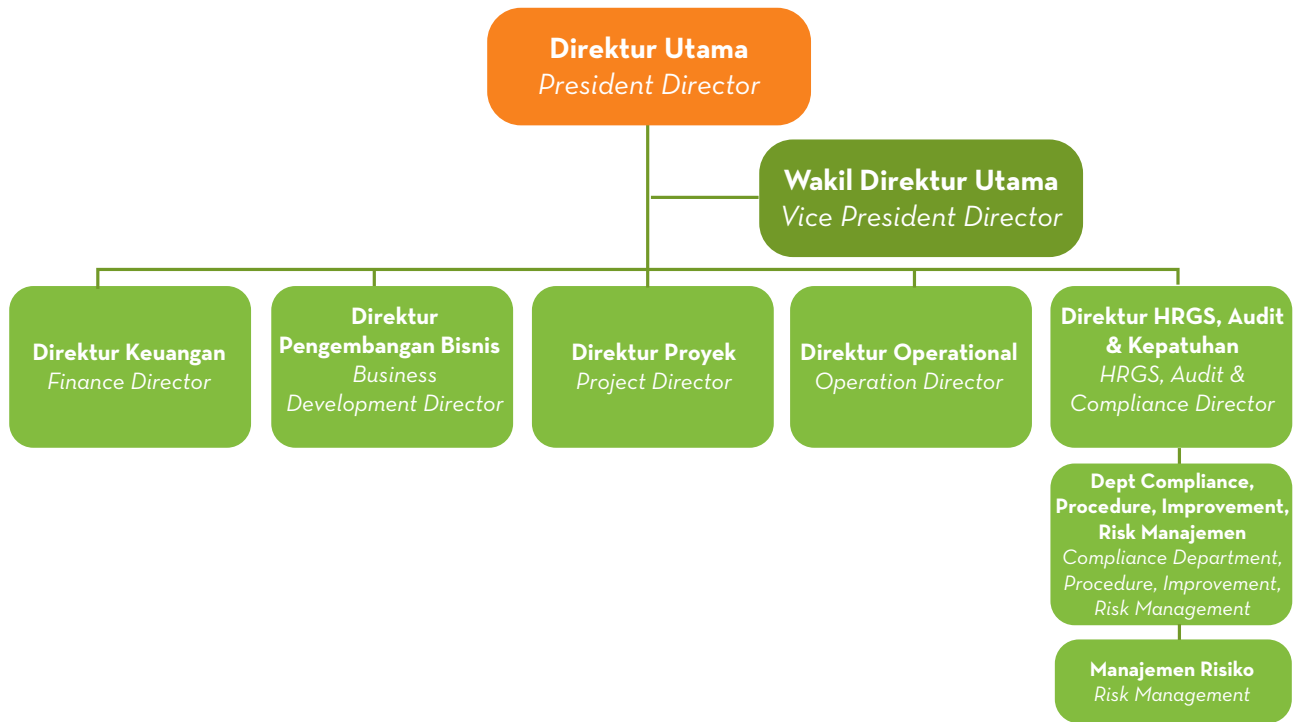 Direktur Utama
President Director
Wakil Direktur Utama
Vice President Director
Direktur Keuangan
Finance Director
Direktur
Pengembangan Bisnis
Business
Development Director
Direktur Proyek
Project Director
Direktur Operational
Operation Director
Direktur HRGS, Audit
& Kepatuhan
HRGS, Audit &
Compliance Director
Dept Compliance,
Procedure, Improvement,
Risk Manajemen
Compliance Department,
Procedure, Improvement,
Risk Management
Manajemen Risiko
Risk Management